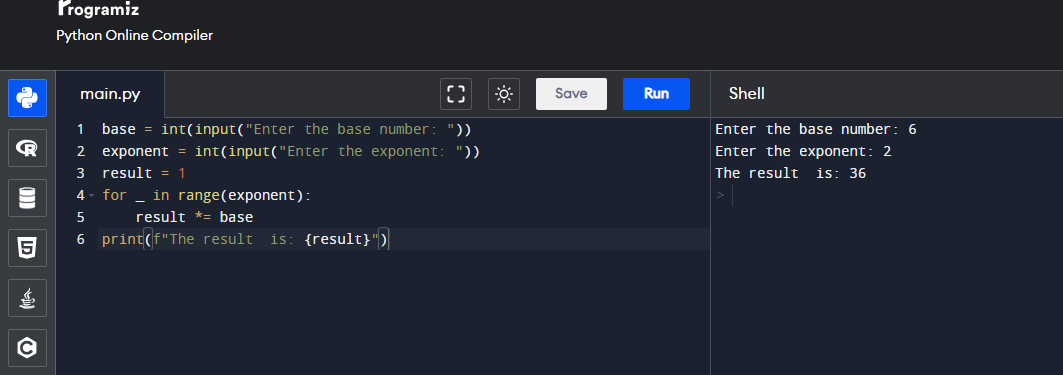 Programiz
Python Online Compiler
main.py
Save
Run
Shell
1 base = int(input("Enter the base number: "))
2 exponent = int(input("Enter the exponent: "))
3 result = 1
4 for _ in range(exponent):
5     result *= base
6 print(f"The result  is: {result}")
Enter the base number: 6
Enter the exponent: 2
The result  is: 36
>
R
5
C